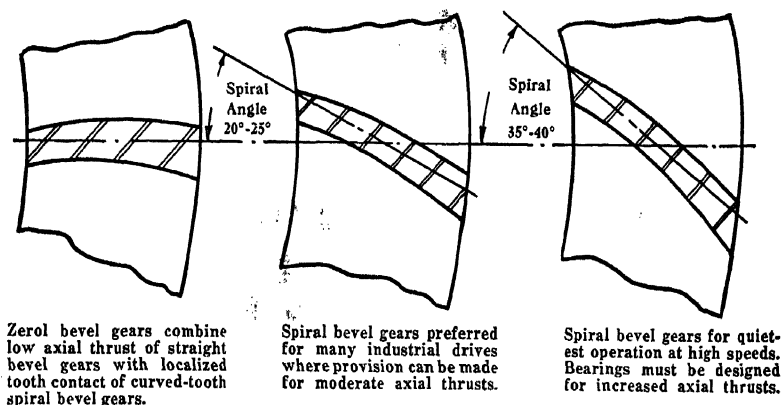 Spiral
Angle
20°-25°
Spiral
Angle
35°-40°
Zerol bevel gears combine
low axial thrust of straight
bevel gears with localized
tooth contact of curved-tooth
spiral bevel gears.
Spiral bevel gears preferred
for many industrial drives
where provision can be made
for moderate axial thrusts.
Spiral bevel gears for quiet-
est operation at high speeds.
Bearings must be designed
for increased axial thrusts.